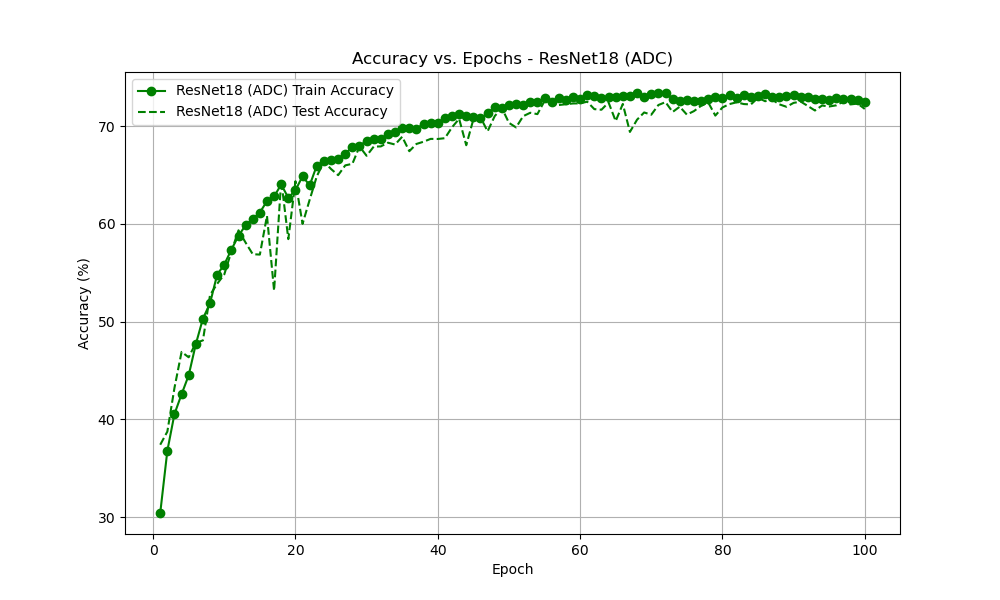 Accuracy vs. Epochs - ResNet18 (ADC)
ResNet18 (ADC) Train Accuracy
ResNet18 (ADC) Test Accuracy
70
60
50
40
30
Accuracy (%)
0 20 40 60 80 100
Epoch